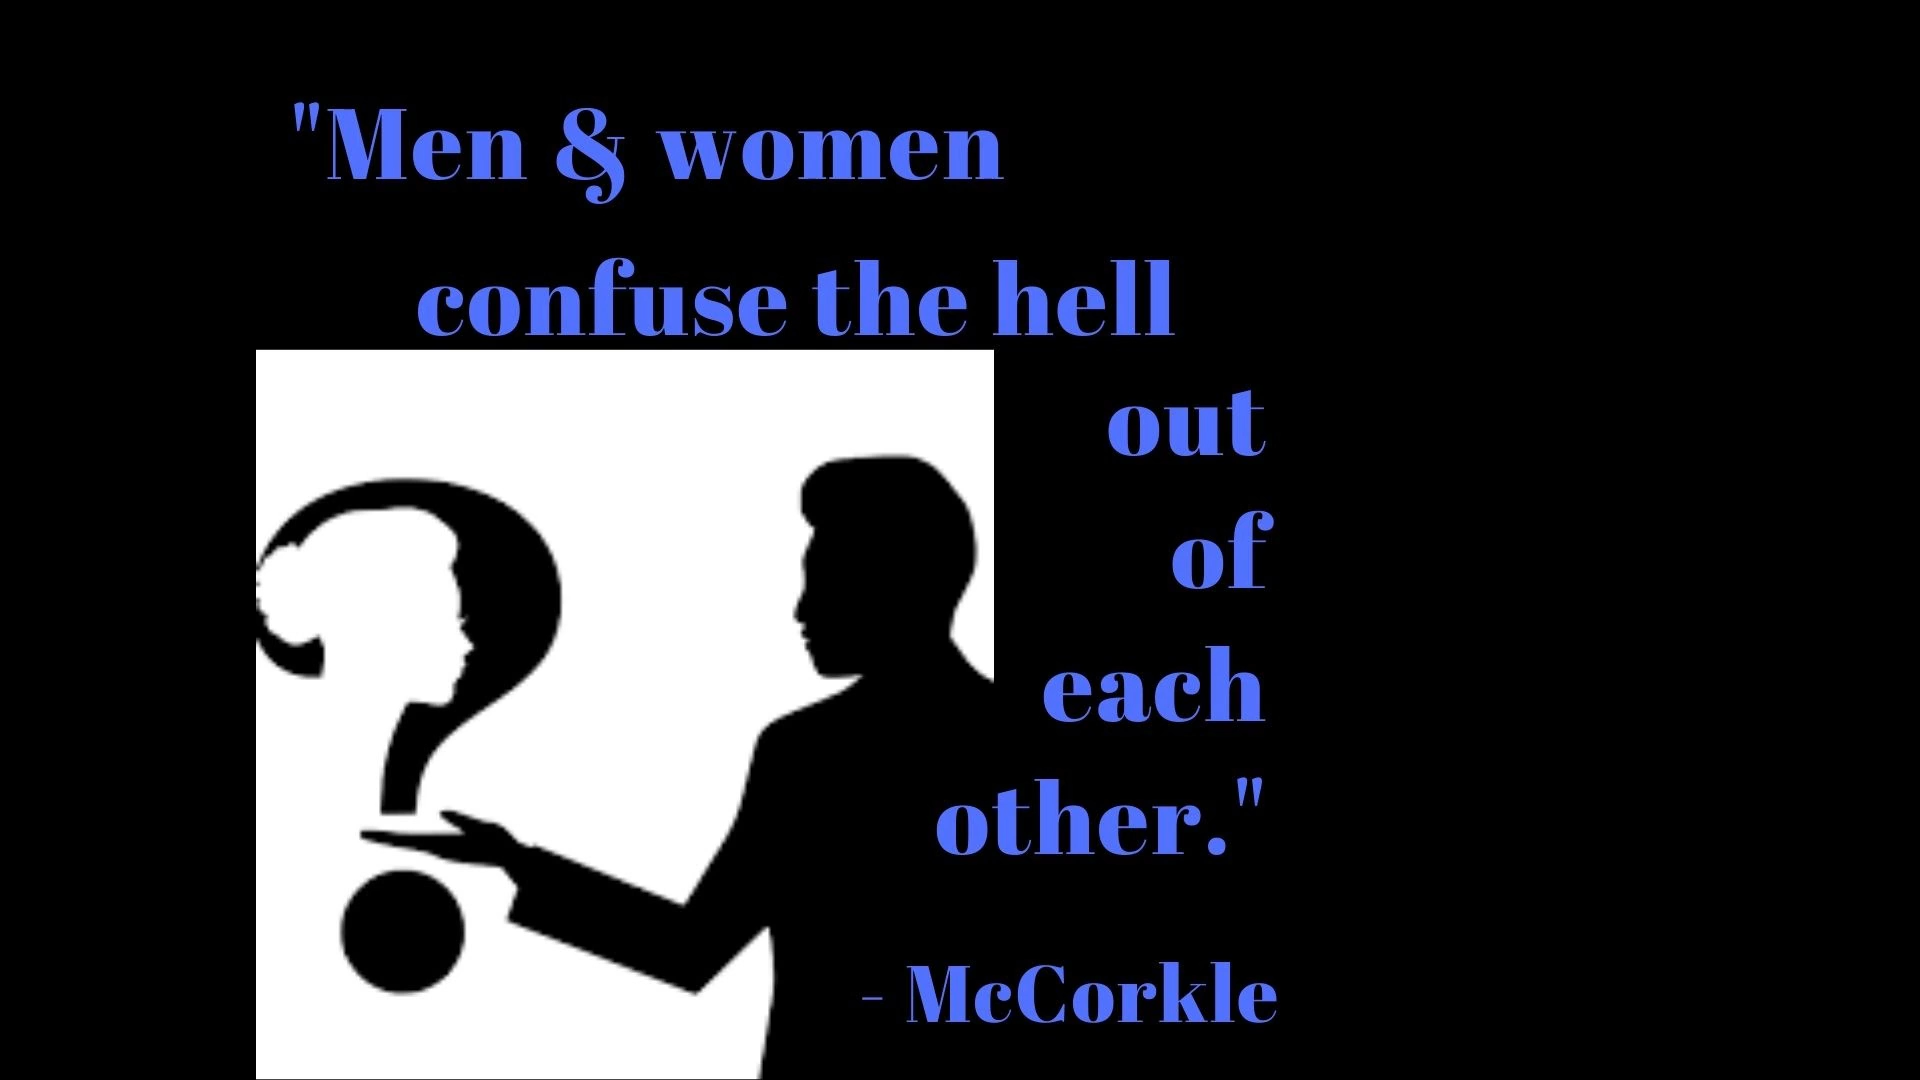 "Men & women
confuse the hell
out
of
each
other."
- McCorkle